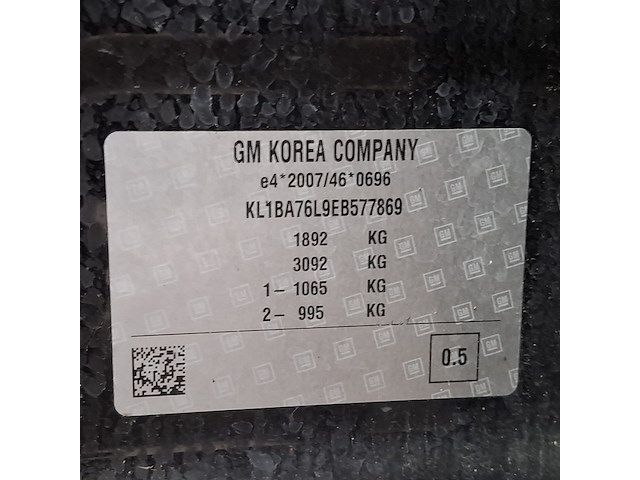 GM KOREA COMPANY
e4*2007/46*0696
KL1BA76L9EB577869
1892 KG
3092 KG
1- 1065 KG
2- 995 KG
0.5